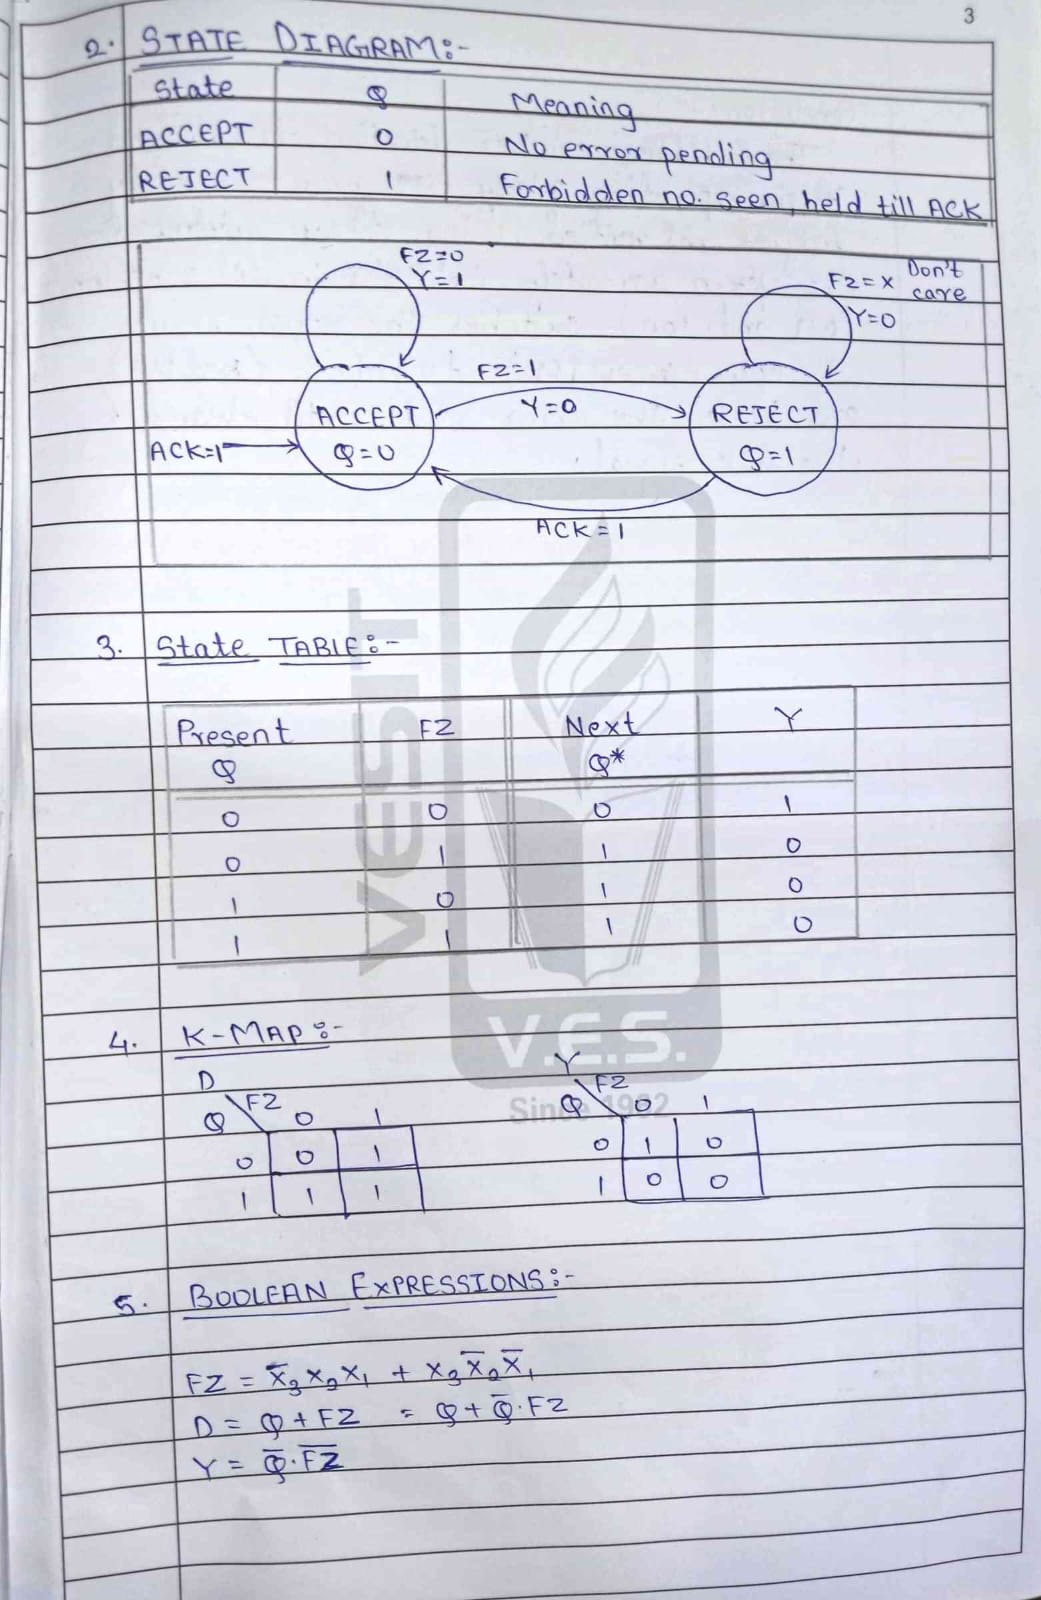 3
2. STATE DIAGRAM:-
State Q Meaning
ACCEPT 0 No error pending.
REJECT 1 Forbidden no. seen, held till ACK
FZ=0
Y=1
FZ=X Don't care
Y=0
FZ=1
Y=0
ACCEPT
Q=0
REJECT
Q=1
ACK=1
ACK=1
3. State TABLE:-
Present Q FZ Next Q* Y
0 0 0 1
0 1 1 0
1 0 1 0
1 1 1 0
VESIT
4. K-MAP:-
V.E.S.
Since 1962
D
Q FZ 0 1
0 0 1
1 1 1
Y
Q FZ 0 1
0 1 0
1 0 0
5. BOOLEAN EXPRESSIONS:-
FZ = X̅₃X₂X₁ + X₃X̅₂X̅₁
D = Q + FZ = Q + Q̅·FZ
Y = Q̅·F̅Z̅